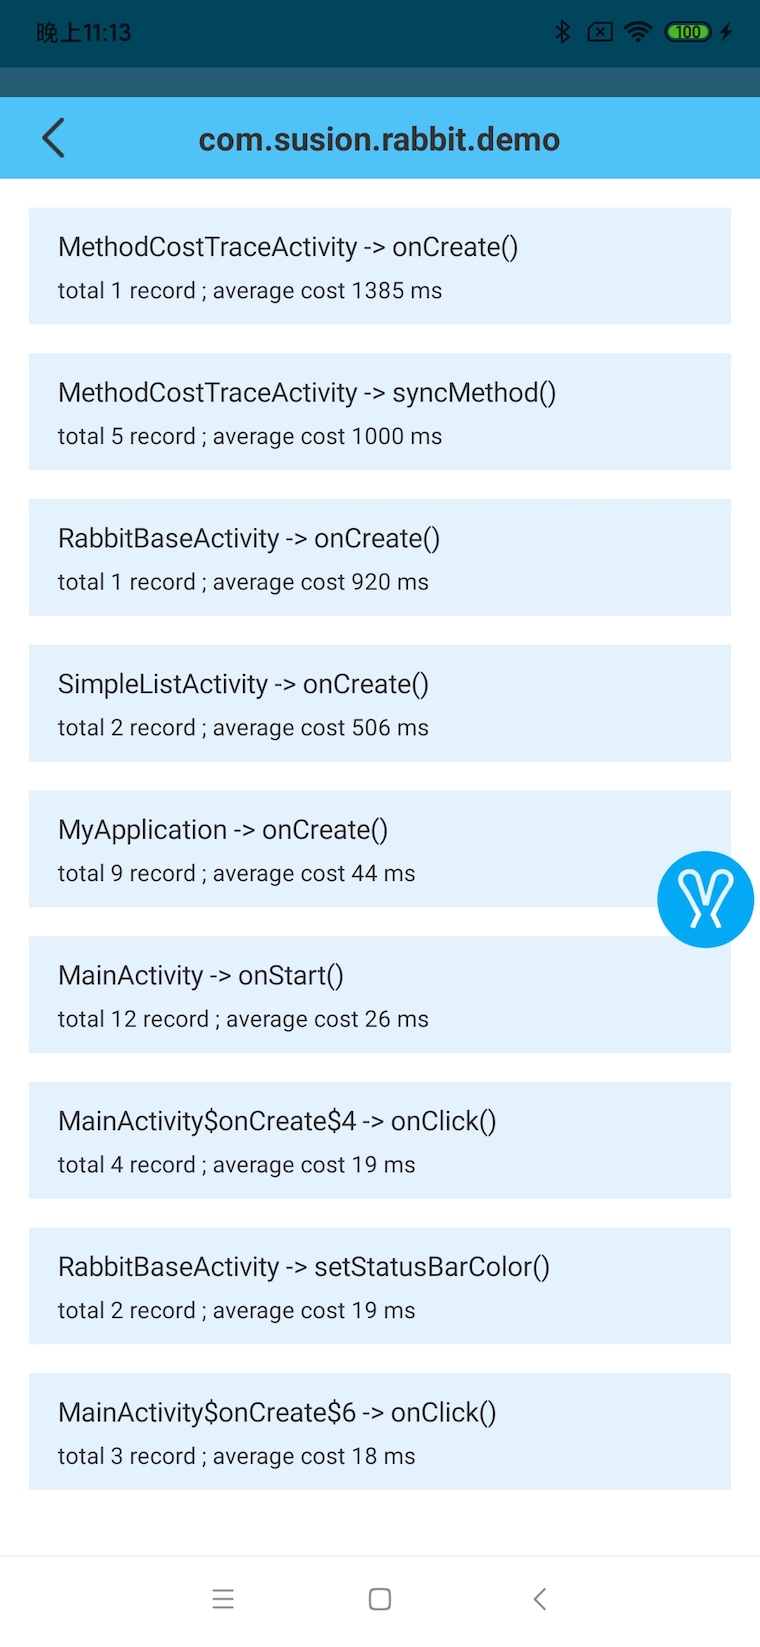 晚上11:13
100
com.susion.rabbit.demo
MethodCostTraceActivity -> onCreate()
total 1 record ; average cost 1385 ms
MethodCostTraceActivity -> syncMethod()
total 5 record ; average cost 1000 ms
RabbitBaseActivity -> onCreate()
total 1 record ; average cost 920 ms
SimpleListActivity -> onCreate()
total 2 record ; average cost 506 ms
MyApplication -> onCreate()
total 9 record ; average cost 44 ms
MainActivity -> onStart()
total 12 record ; average cost 26 ms
MainActivity$onCreate$4 -> onClick()
total 4 record ; average cost 19 ms
RabbitBaseActivity -> setStatusBarColor()
total 2 record ; average cost 19 ms
MainActivity$onCreate$6 -> onClick()
total 3 record ; average cost 18 ms